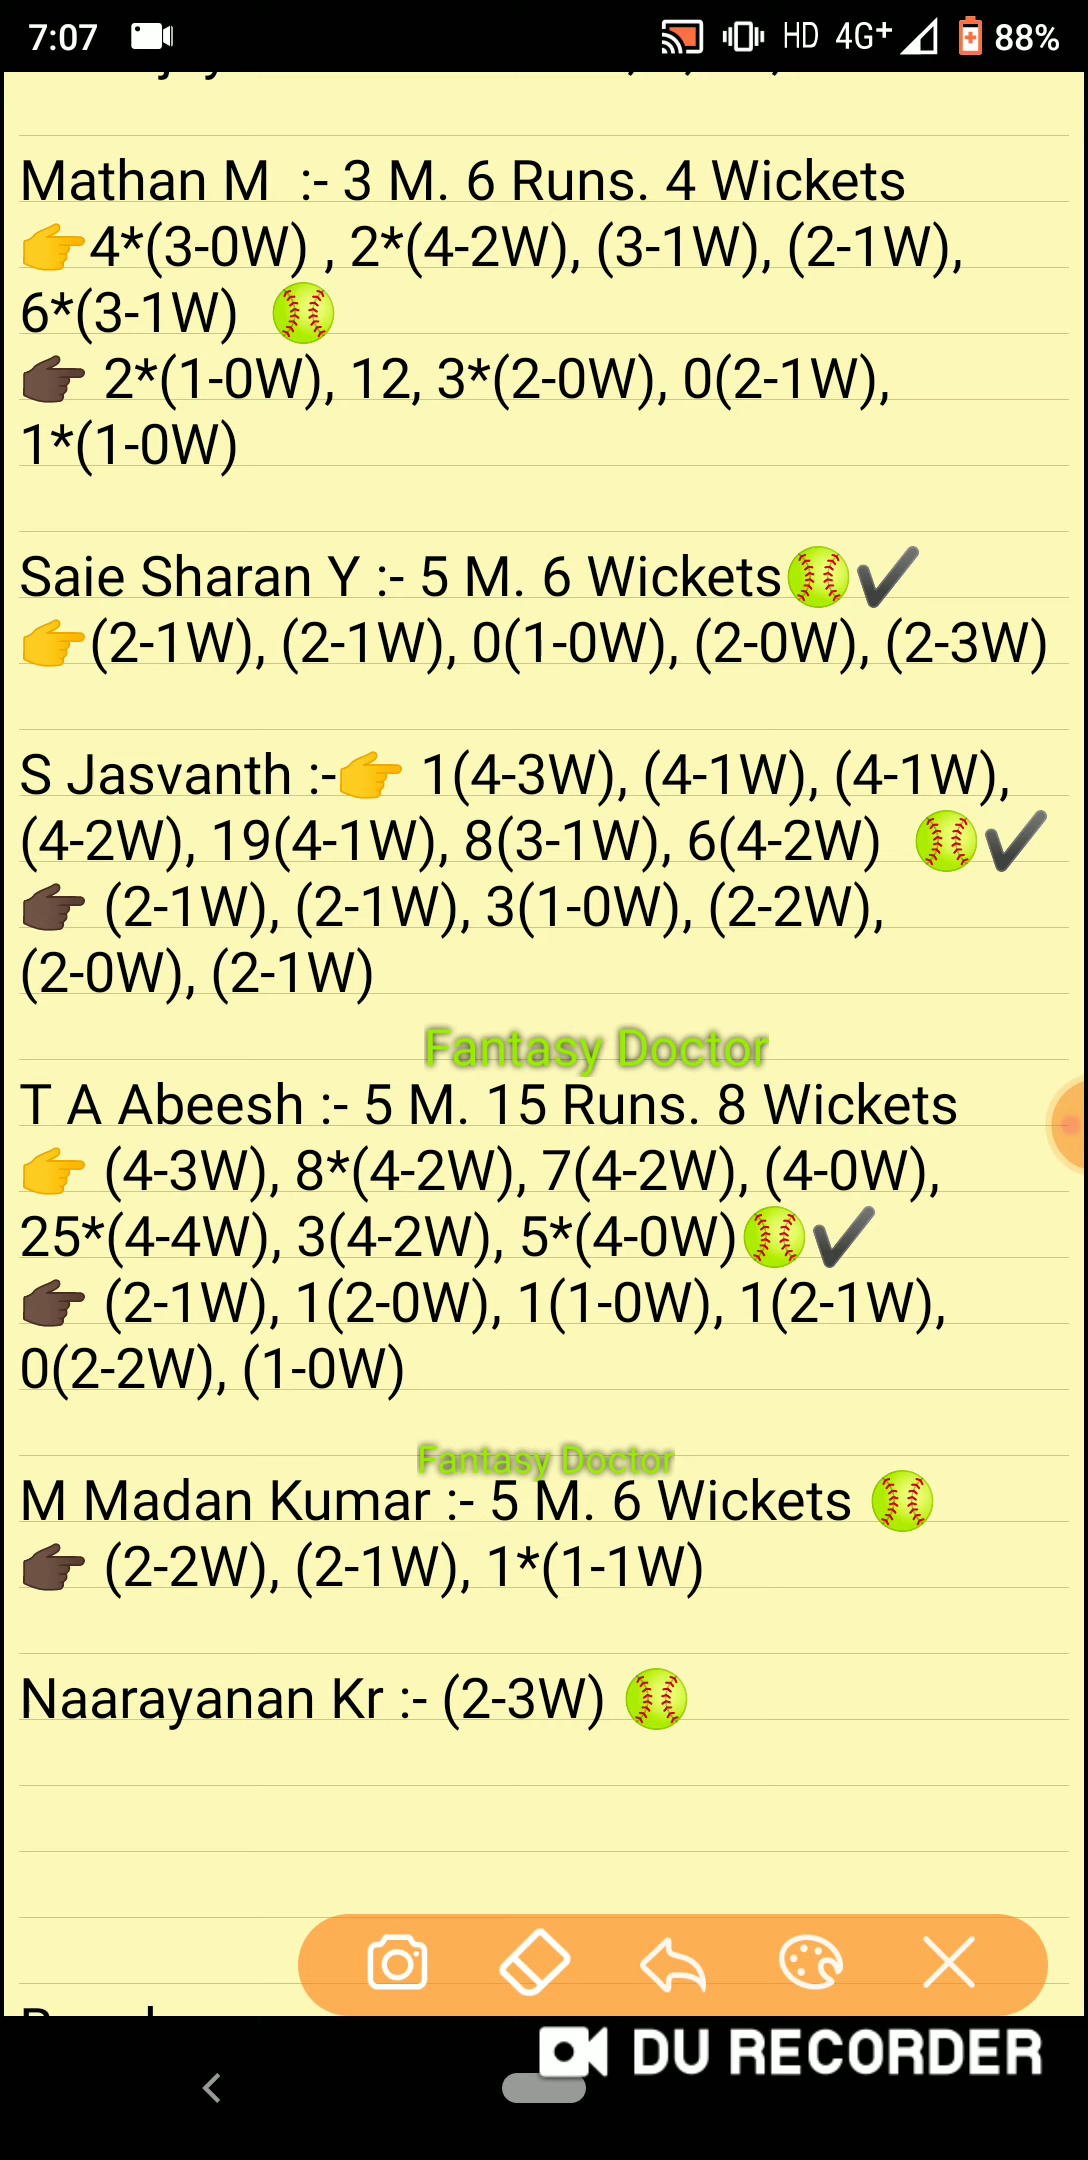 7:07 HD 4G+ 88%
Mathan M :- 3 M. 6 Runs. 4 Wickets
👉4*(3-0W) , 2*(4-2W), (3-1W), (2-1W),
6*(3-1W) 🥎
👉🏿 2*(1-0W), 12, 3*(2-0W), 0(2-1W),
1*(1-0W)
Saie Sharan Y :- 5 M. 6 Wickets🥎✔
👉(2-1W), (2-1W), 0(1-0W), (2-0W), (2-3W)
S Jasvanth :-👉 1(4-3W), (4-1W), (4-1W),
(4-2W), 19(4-1W), 8(3-1W), 6(4-2W) 🥎✔
👉🏿 (2-1W), (2-1W), 3(1-0W), (2-2W),
(2-0W), (2-1W)
Fantasy Doctor
T A Abeesh :- 5 M. 15 Runs. 8 Wickets
👉 (4-3W), 8*(4-2W), 7(4-2W), (4-0W),
25*(4-4W), 3(4-2W), 5*(4-0W)🥎✔
👉🏿 (2-1W), 1(2-0W), 1(1-0W), 1(2-1W),
0(2-2W), (1-0W)
Fantasy Doctor
M Madan Kumar :- 5 M. 6 Wickets 🥎
👉🏿 (2-2W), (2-1W), 1*(1-1W)
Naarayanan Kr :- (2-3W) 🥎
DU RECORDER